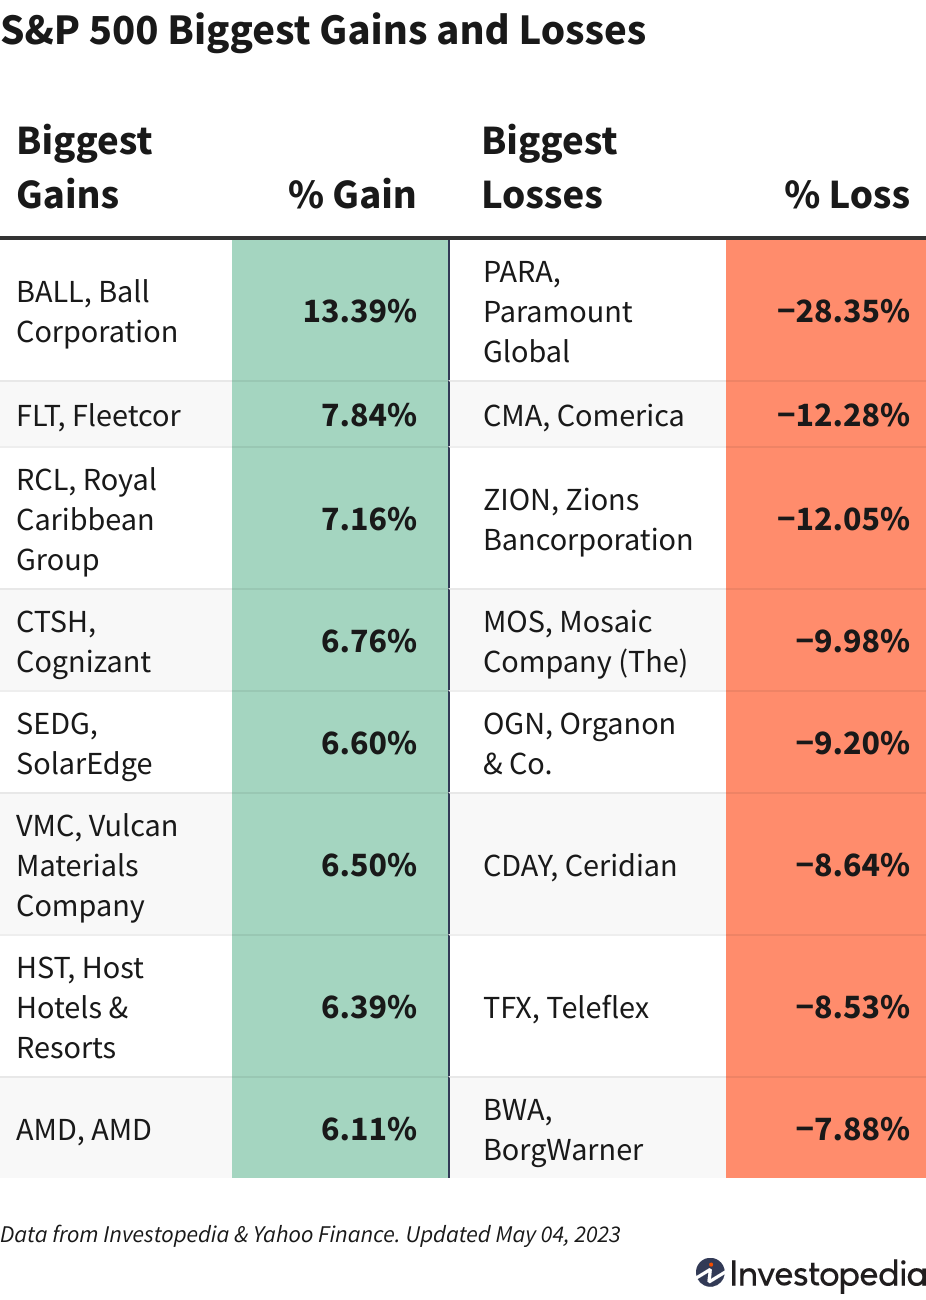 S&P 500 Biggest Gains and Losses
Biggest
Gains
% Gain
Biggest
Losses
% Loss
BALL, Ball
Corporation
13.39%
PARA,
Paramount
Global
−28.35%
FLT, Fleetcor
7.84%
CMA, Comerica
−12.28%
RCL, Royal
Caribbean
Group
7.16%
ZION, Zions
Bancorporation
−12.05%
CTSH,
Cognizant
6.76%
MOS, Mosaic
Company (The)
−9.98%
SEDG,
SolarEdge
6.60%
OGN, Organon
& Co.
−9.20%
VMC, Vulcan
Materials
Company
6.50%
CDAY, Ceridian
−8.64%
HST, Host
Hotels &
Resorts
6.39%
TFX, Teleflex
−8.53%
AMD, AMD
6.11%
BWA,
BorgWarner
−7.88%
Data from Investopedia & Yahoo Finance. Updated May 04, 2023
Investopedia